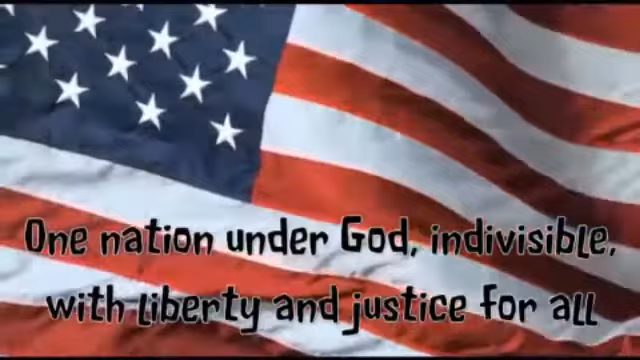 One nation under God, indivisible,
with liberty and justice for all